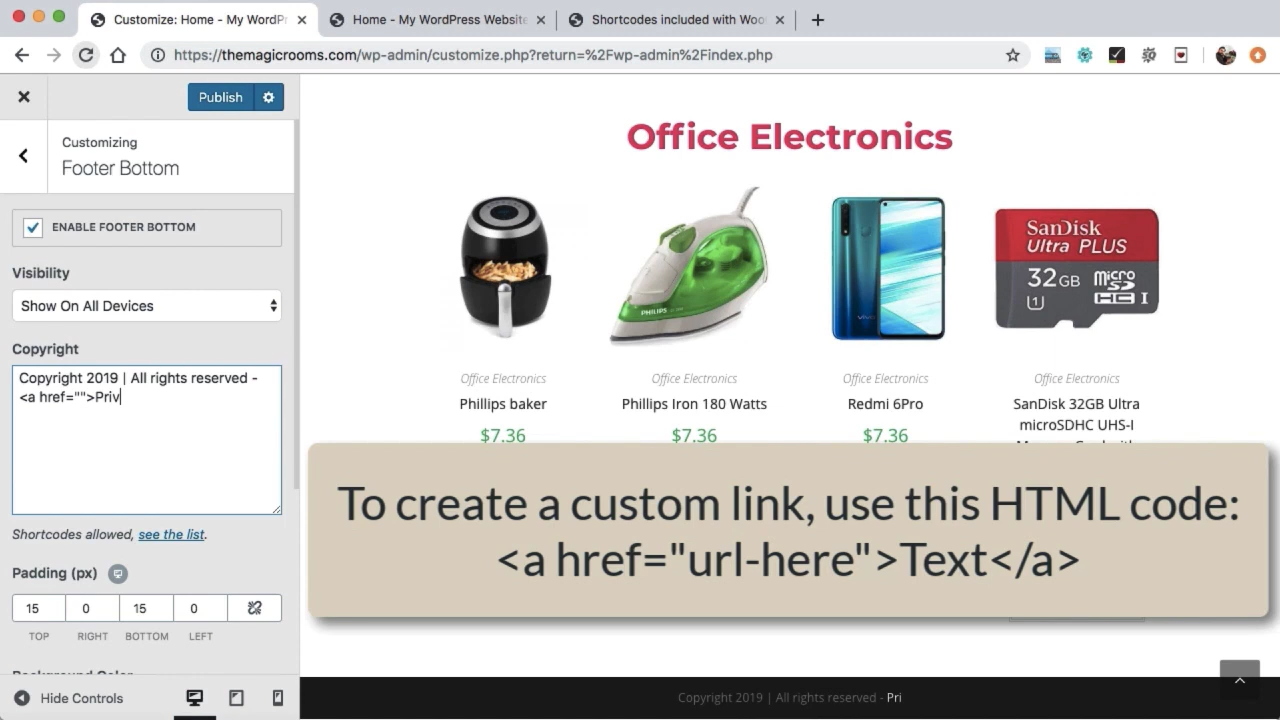 Customize: Home - My WordPr
Home - My WordPress Website
Shortcodes included with Woo
https://themagicrooms.com/wp-admin/customize.php?return=%2Fwp-admin%2Findex.php
Publish
Customizing
Footer Bottom
ENABLE FOOTER BOTTOM
Visibility
Show On All Devices
Copyright
Copyright 2019 | All rights reserved -
<a href="">Priv
Shortcodes allowed, see the list.
Padding (px)
15 0 15 0
TOP RIGHT BOTTOM LEFT
Hide Controls
Office Electronics
PHILIPS
vivo
SanDisk
Ultra PLUS
32GB micro
SD
HC I
Office Electronics Office Electronics Office Electronics Office Electronics
Phillips baker Phillips Iron 180 Watts Redmi 6Pro SanDisk 32GB Ultra
microSDHC UHS-I
$7.36 $7.36 $7.36
To create a custom link, use this HTML code:
<a href="url-here">Text</a>
Copyright 2019 | All rights reserved - Pri